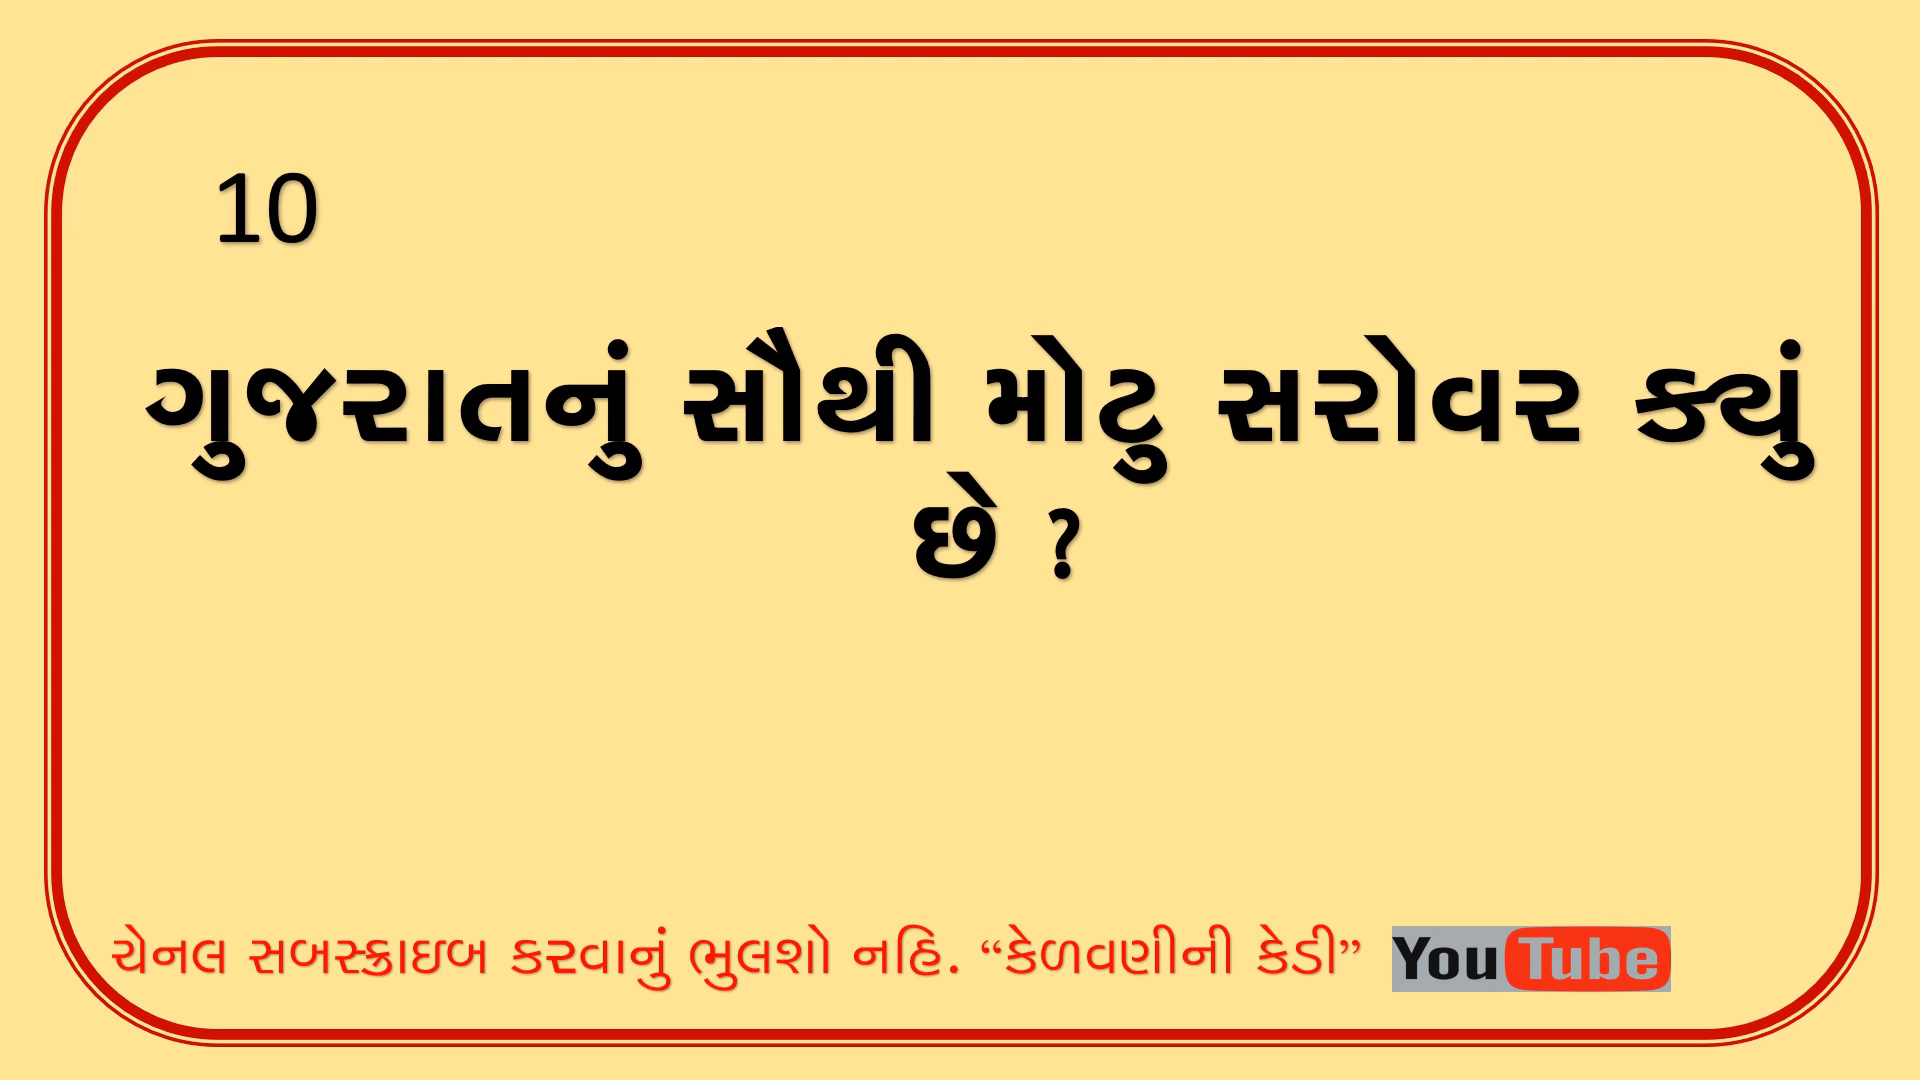 10
ગુજરાતનું સૌથી મોટુ સરોવર ક્યું
છે ?
ચેનલ સબસ્ક્રાઇબ કરવાનું ભુલશો નહિ. “કેળવણીની કેડી” YouTube